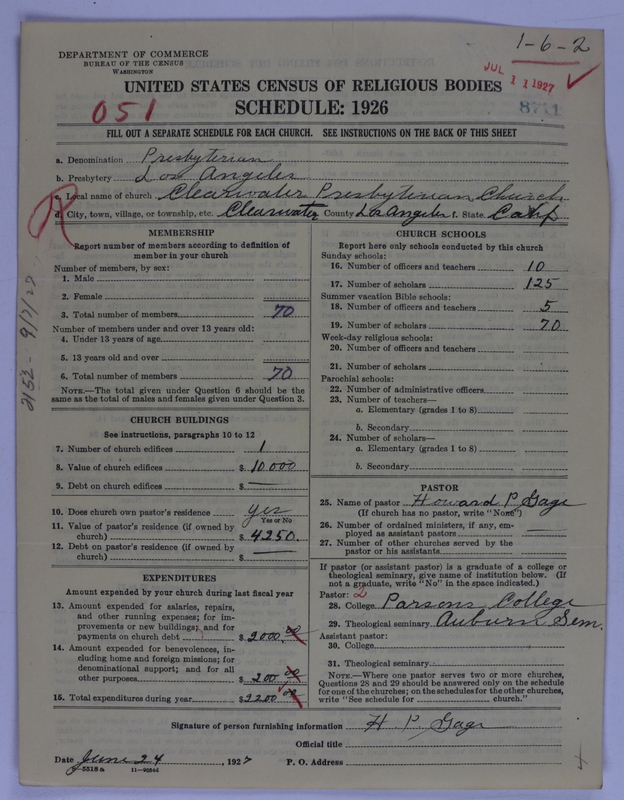 1-6-2
DEPARTMENT OF COMMERCE
BUREAU OF THE CENSUS
WASHINGTON
JUL 11 1927
UNITED STATES CENSUS OF RELIGIOUS BODIES
8771
051
SCHEDULE: 1926
FILL OUT A SEPARATE SCHEDULE FOR EACH CHURCH. SEE INSTRUCTIONS ON THE BACK OF THIS SHEET
a. Denomination Presbyterian
b. Presbytery Los Angeles
c. Local name of church Clearwater Presbyterian Church
d. City, town, village, or township, etc. Clearwater County Los Angeles f. State Calif
MEMBERSHIP
Report number of members according to definition of
member in your church
Number of members, by sex:
1. Male
2. Female
3. Total number of members 70
Number of members under and over 13 years old:
4. Under 13 years of age
5. 13 years old and over
6. Total number of members 70
NOTE.—The total given under Question 6 should be the
same as the total of males and females given under Question 3.
CHURCH BUILDINGS
See instructions, paragraphs 10 to 12
7. Number of church edifices 1
8. Value of church edifices $ 10,000
9. Debt on church edifices $ —
10. Does church own pastor's residence yes
Yes or No
11. Value of pastor's residence (if owned by
church) $ 4250.
12. Debt on pastor's residence (if owned by
church) $ —
EXPENDITURES
Amount expended by your church during last fiscal year
13. Amount expended for salaries, repairs,
and other running expenses; for im-
provements or new buildings; and for
payments on church debt $ 2000.00
14. Amount expended for benevolences, in-
cluding home and foreign missions; for
denominational support; and for all
other purposes $ 200 00
15. Total expenditures during year $ 2200 00
CHURCH SCHOOLS
Report here only schools conducted by this church
Sunday schools:
16. Number of officers and teachers 10
17. Number of scholars 125
Summer vacation Bible schools:
18. Number of officers and teachers 5
19. Number of scholars 70
Week-day religious schools:
20. Number of officers and teachers
21. Number of scholars
Parochial schools:
22. Number of administrative officers
23. Number of teachers—
a. Elementary (grades 1 to 8)
b. Secondary
24. Number of scholars—
a. Elementary (grades 1 to 8)
b. Secondary
PASTOR
25. Name of pastor Howard P Gage
(If church has no pastor, write "None")
26. Number of ordained ministers, if any, em-
ployed as assistant pastors
27. Number of other churches served by the
pastor or his assistants
If pastor (or assistant pastor) is a graduate of a college or
theological seminary, give name of institution below. (If
not a graduate, write "No" in the space indicated.)
Pastor: 2
28. College Parsons College
29. Theological seminary Auburn Sem.
Assistant pastor:
30. College
31. Theological seminary
NOTE.—Where one pastor serves two or more churches,
Questions 28 and 29 should be answered only on the schedule
for one of the churches; on the schedules for the other churches,
write "See schedule for church."
Signature of person furnishing information H P Gage
Official title
Date June 24, 1927 P. O. Address